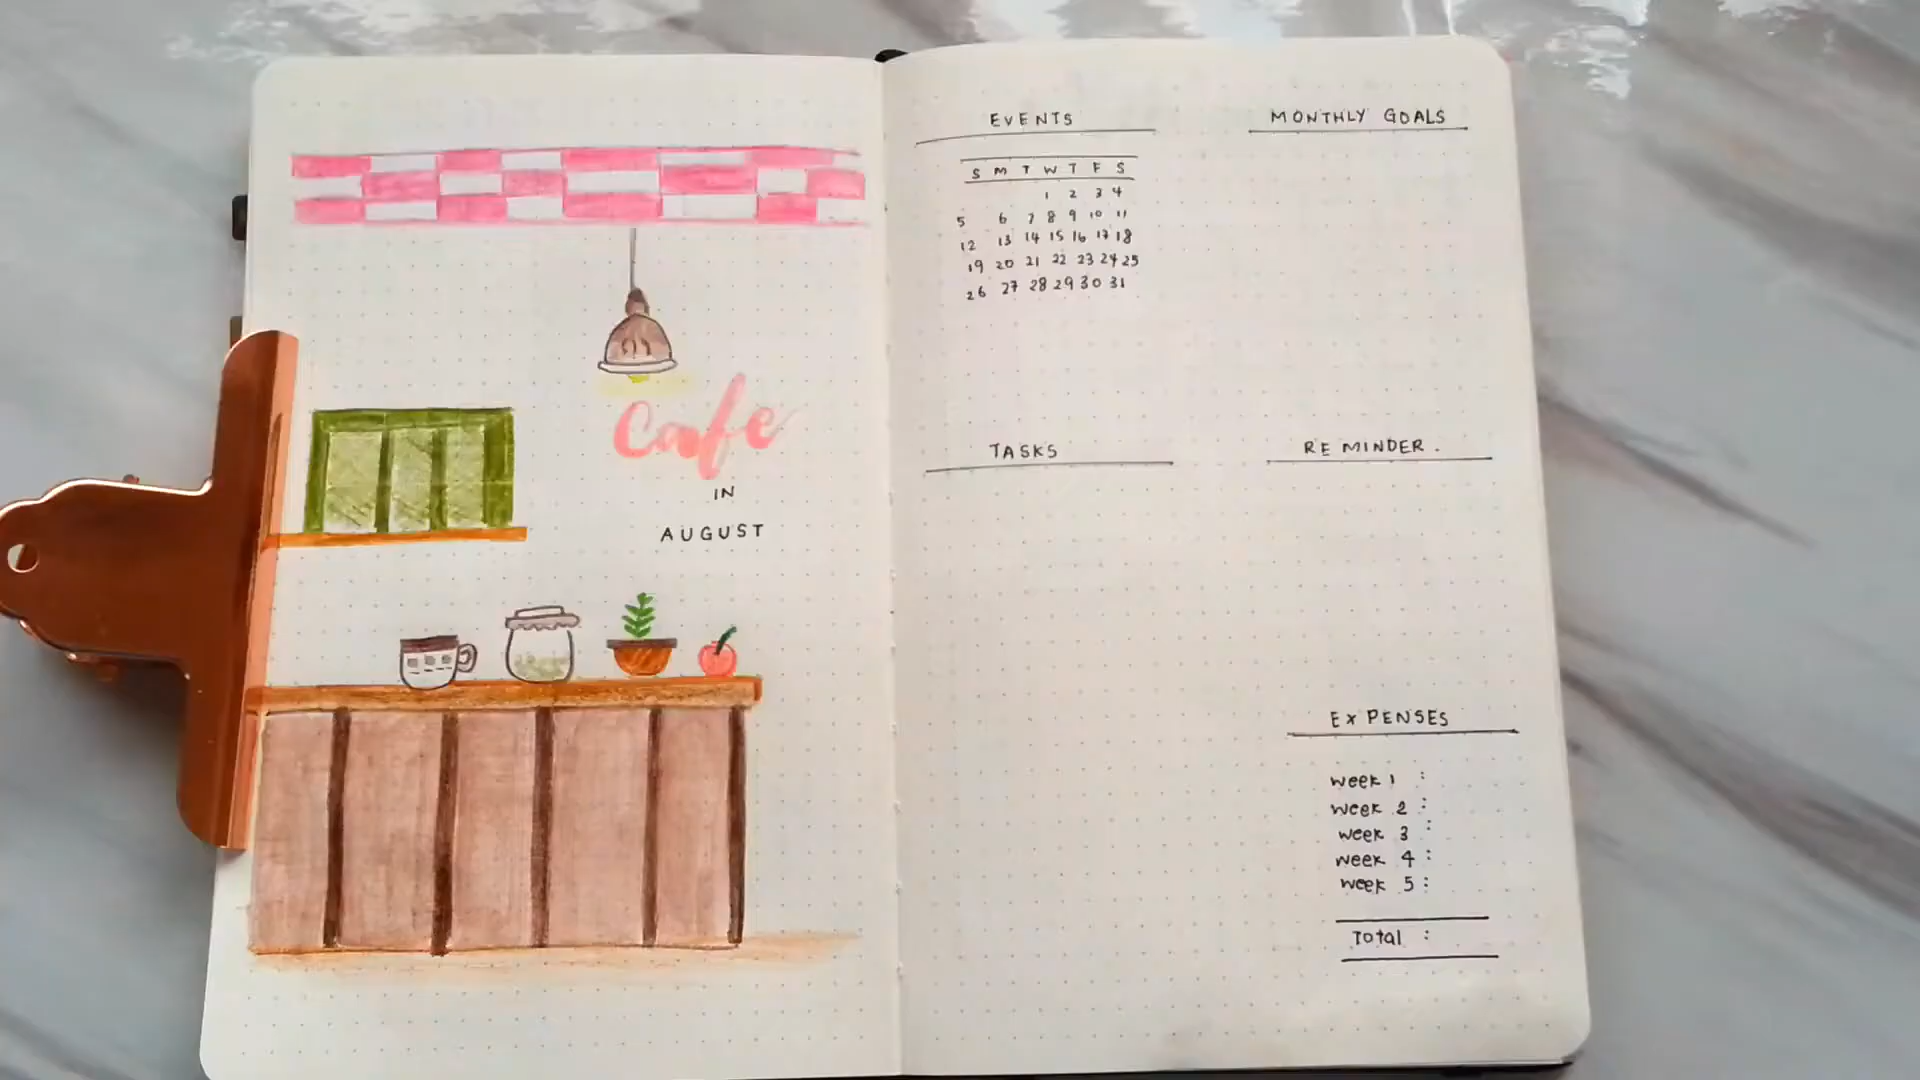 Cafe
IN
AUGUST
EVENTS
S M T W T F S
1 2 3 4
5 6 7 8 9 10 11
12 13 14 15 16 17 18
19 20 21 22 23 24 25
26 27 28 29 30 31
MONTHLY GOALS
TASKS
REMINDER.
EXPENSES
week 1 :
week 2 :
week 3 :
week 4 :
week 5 :
Total :